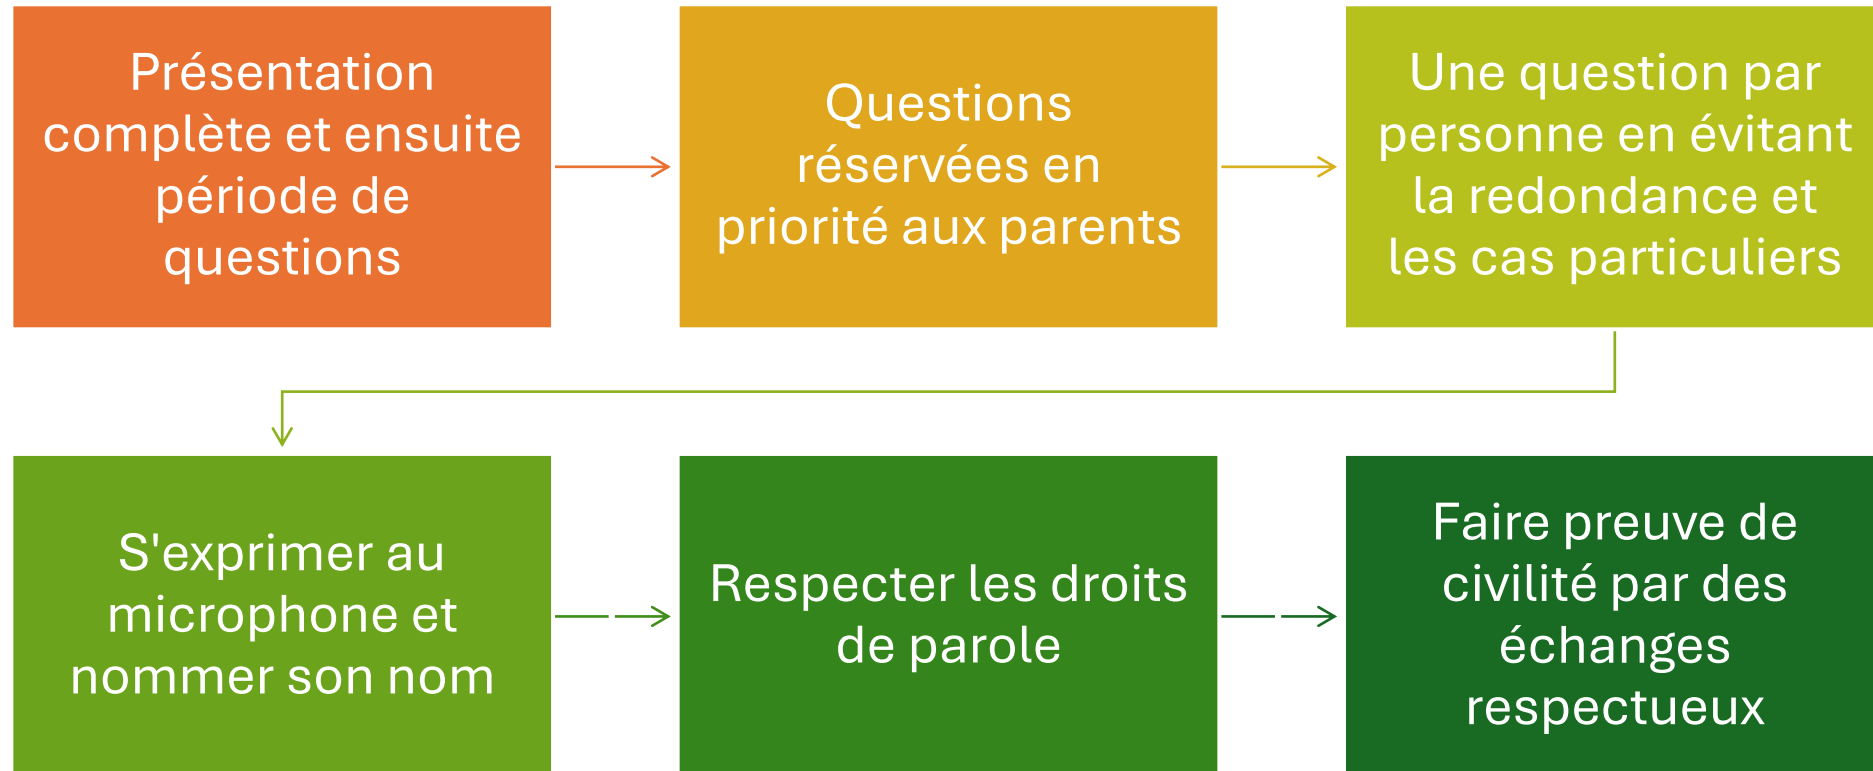 Présentation
complète et ensuite
période de
questions
Questions
réservées en
priorité aux parents
Une question par
personne en évitant
la redondance et
les cas particuliers
S'exprimer au
microphone et
nommer son nom
Respecter les droits
de parole
Faire preuve de
civilité par des
échanges
respectueux